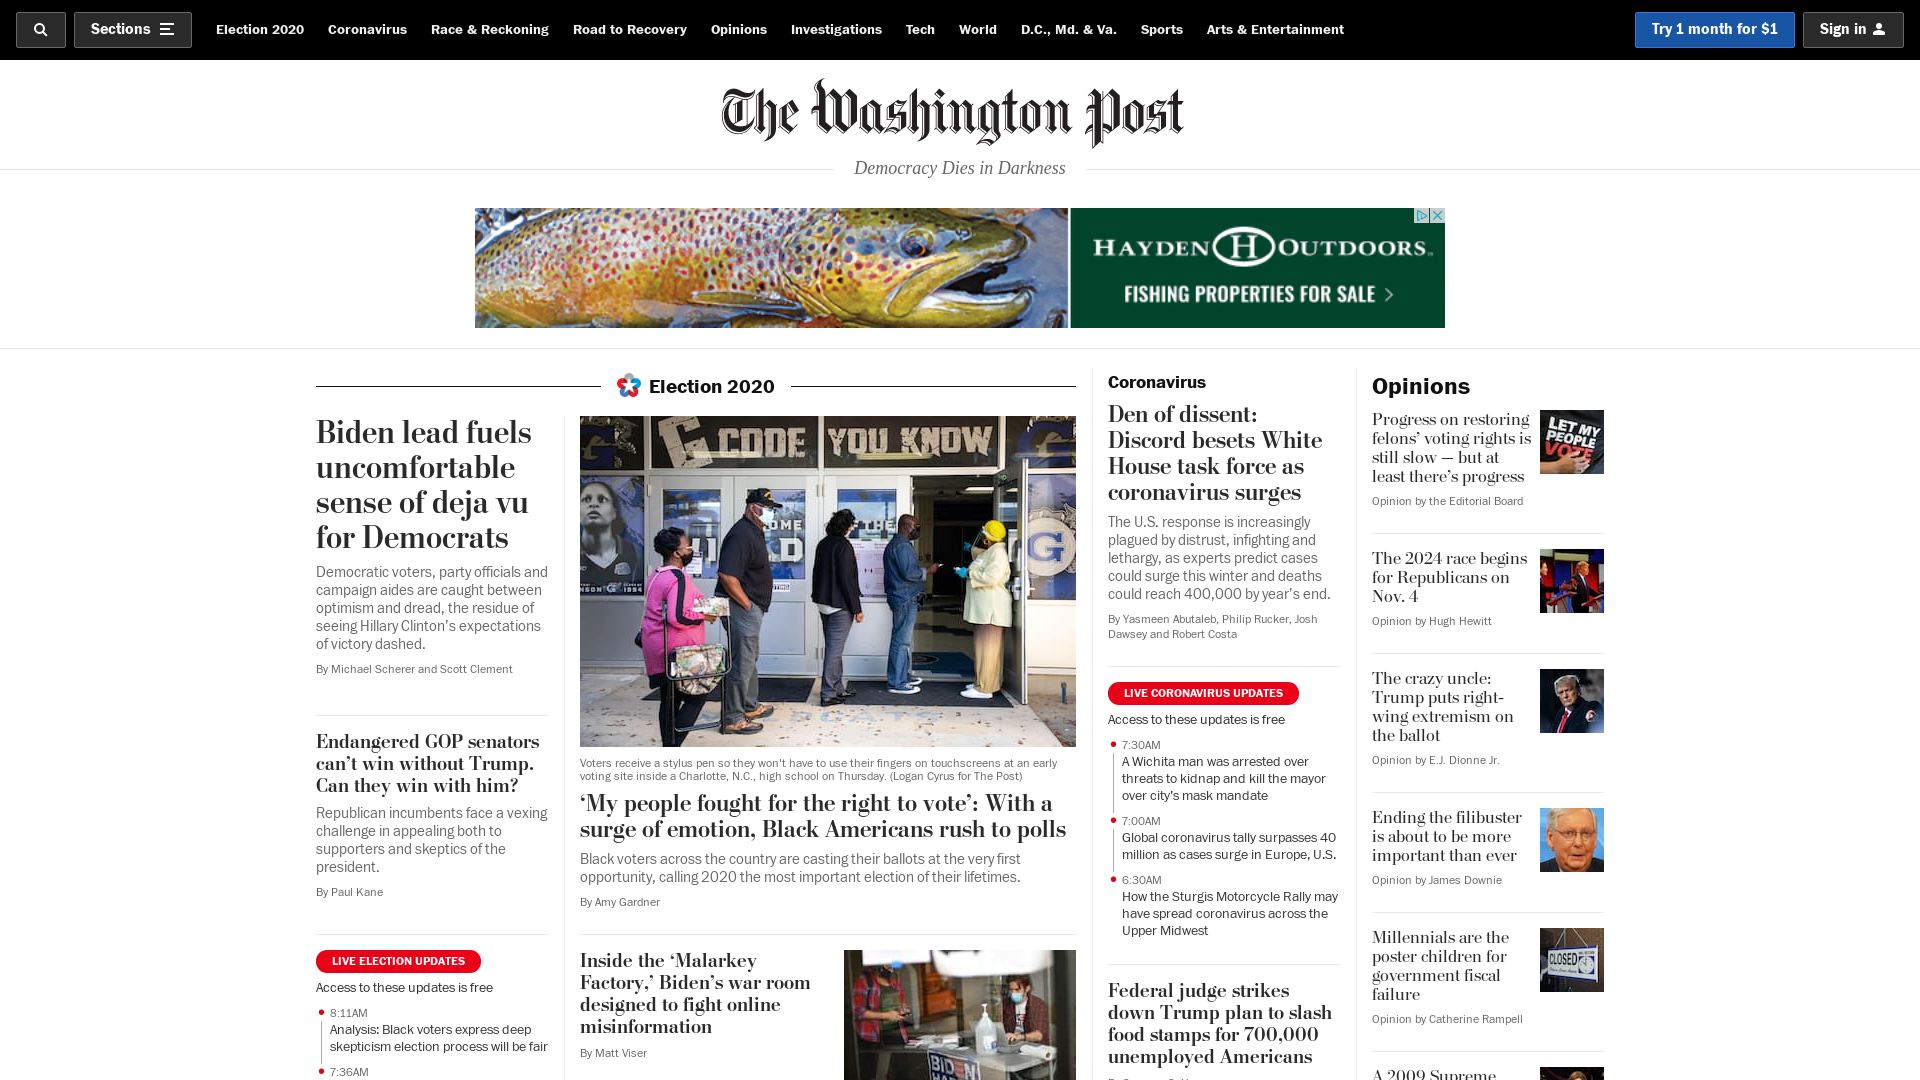 Sections
Election 2020
Coronavirus
Race & Reckoning
Road to Recovery
Opinions
Investigations
Tech
World
D.C., Md. & Va.
Sports
Arts & Entertainment
Try 1 month for $1
Sign in
The Washington Post
Democracy Dies in Darkness
HAYDEN H OUTDOORS
FISHING PROPERTIES FOR SALE >
Election 2020
Biden lead fuels
uncomfortable
sense of deja vu
for Democrats
Democratic voters, party officials and
campaign aides are caught between
optimism and dread, the residue of
seeing Hillary Clinton’s expectations
of victory dashed.
By Michael Scherer and Scott Clement
Endangered GOP senators
can’t win without Trump.
Can they win with him?
Republican incumbents face a vexing
challenge in appealing both to
supporters and skeptics of the
president.
By Paul Kane
LIVE ELECTION UPDATES
Access to these updates is free
8:11AM
Analysis: Black voters express deep
skepticism election process will be fair
7:36AM
CODE YOU KNOW
Voters receive a stylus pen so they won't have to use their fingers on touchscreens at an early
voting site inside a Charlotte, N.C., high school on Thursday. (Logan Cyrus for The Post)
‘My people fought for the right to vote’: With a
surge of emotion, Black Americans rush to polls
Black voters across the country are casting their ballots at the very first
opportunity, calling 2020 the most important election of their lifetimes.
By Amy Gardner
Inside the ‘Malarkey
Factory,’ Biden’s war room
designed to fight online
misinformation
By Matt Viser
BIDEN
Coronavirus
Den of dissent:
Discord besets White
House task force as
coronavirus surges
The U.S. response is increasingly
plagued by distrust, infighting and
lethargy, as experts predict cases
could surge this winter and deaths
could reach 400,000 by year’s end.
By Yasmeen Abutaleb, Philip Rucker, Josh
Dawsey and Robert Costa
LIVE CORONAVIRUS UPDATES
Access to these updates is free
7:30AM
A Wichita man was arrested over
threats to kidnap and kill the mayor
over city's mask mandate
7:00AM
Global coronavirus tally surpasses 40
million as cases surge in Europe, U.S.
6:30AM
How the Sturgis Motorcycle Rally may
have spread coronavirus across the
Upper Midwest
Federal judge strikes
down Trump plan to slash
food stamps for 700,000
unemployed Americans
Opinions
Progress on restoring
felons’ voting rights is
still slow — but at
least there’s progress
Opinion by the Editorial Board
LET MY
PEOPLE
VOTE
The 2024 race begins
for Republicans on
Nov. 4
Opinion by Hugh Hewitt
The crazy uncle:
Trump puts right-
wing extremism on
the ballot
Opinion by E.J. Dionne Jr.
Ending the filibuster
is about to be more
important than ever
Opinion by James Downie
Millennials are the
poster children for
government fiscal
failure
Opinion by Catherine Rampell
CLOSED
A 2009 Supreme